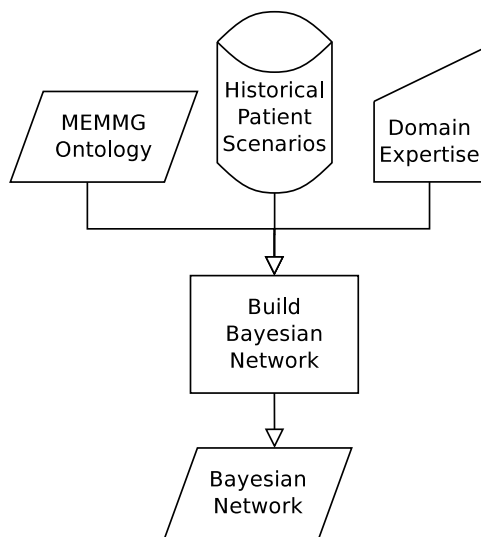 MEMMG
Ontology
Historical
Patient
Scenarios
Domain
Expertise
Build
Bayesian
Network
Bayesian
Network